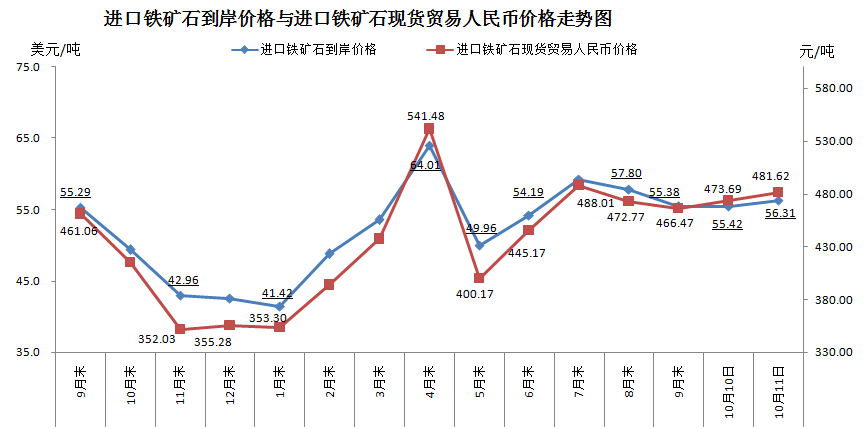 进口铁矿石到岸价格与进口铁矿石现货贸易人民币价格走势图
美元/吨
进口铁矿石到岸价格
进口铁矿石现货贸易人民币价格
元/吨
75.0
65.0
55.0
45.0
35.0
580.00
530.00
480.00
430.00
380.00
330.00
55.29
461.06
42.96
352.03
355.28
41.42
353.30
541.48
64.01
49.96
400.17
54.19
445.17
488.01
57.80
472.77
55.38
466.47
473.69
55.42
481.62
56.31
9月末
10月末
11月末
12月末
1月末
2月末
3月末
4月末
5月末
6月末
7月末
8月末
9月末
10月10日
10月11日